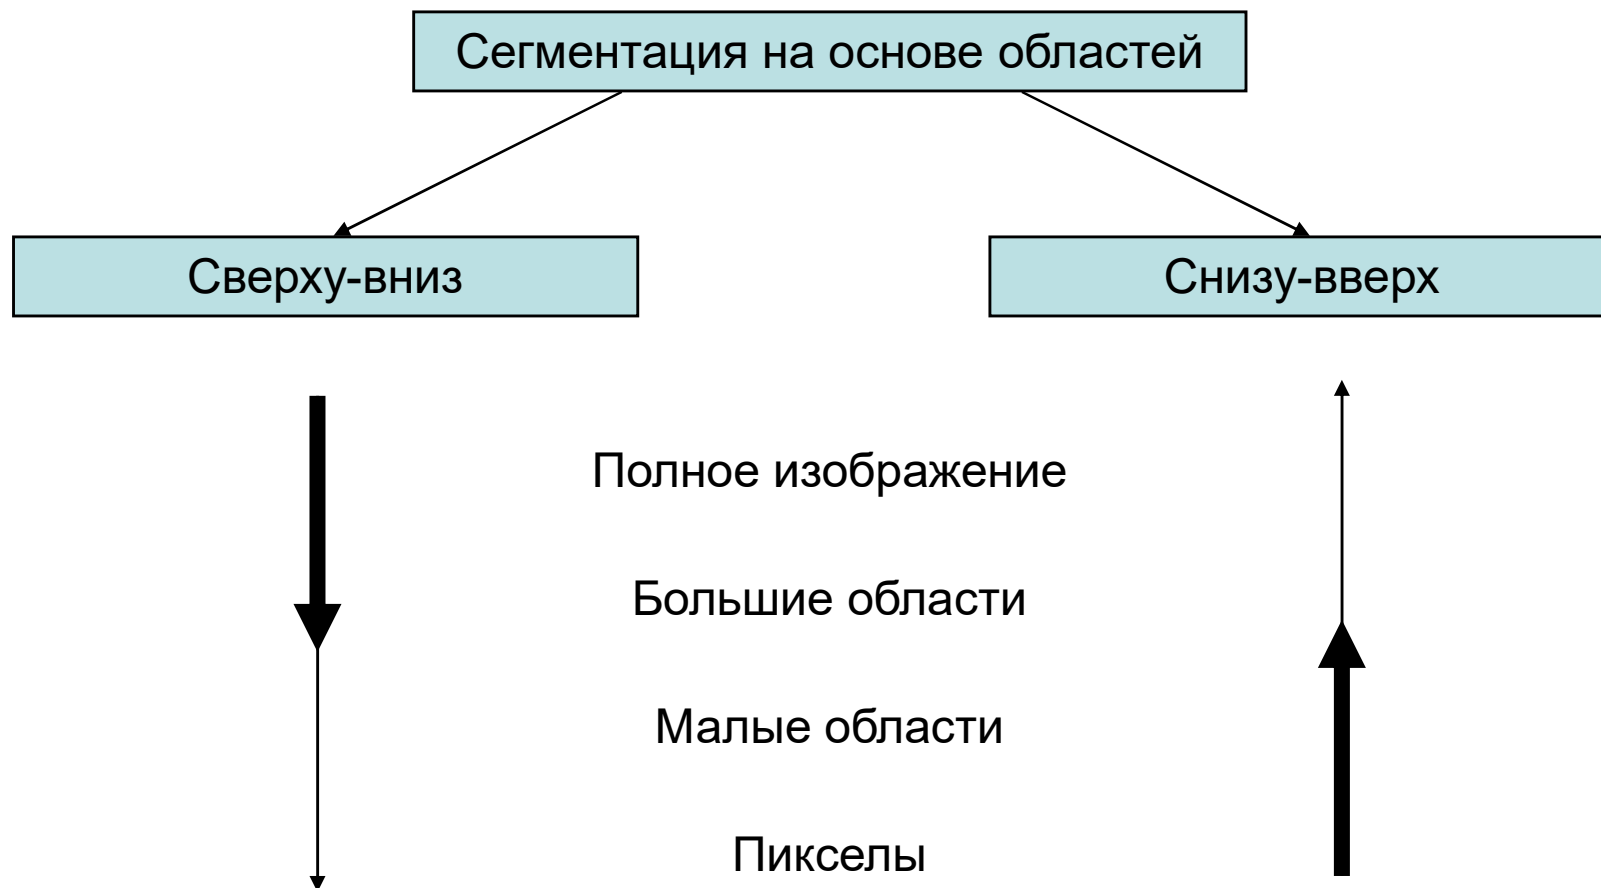 Сегментация на основе областей
Сверху-вниз
Снизу-вверх
Полное изображение
Большие области
Малые области
Пикселы